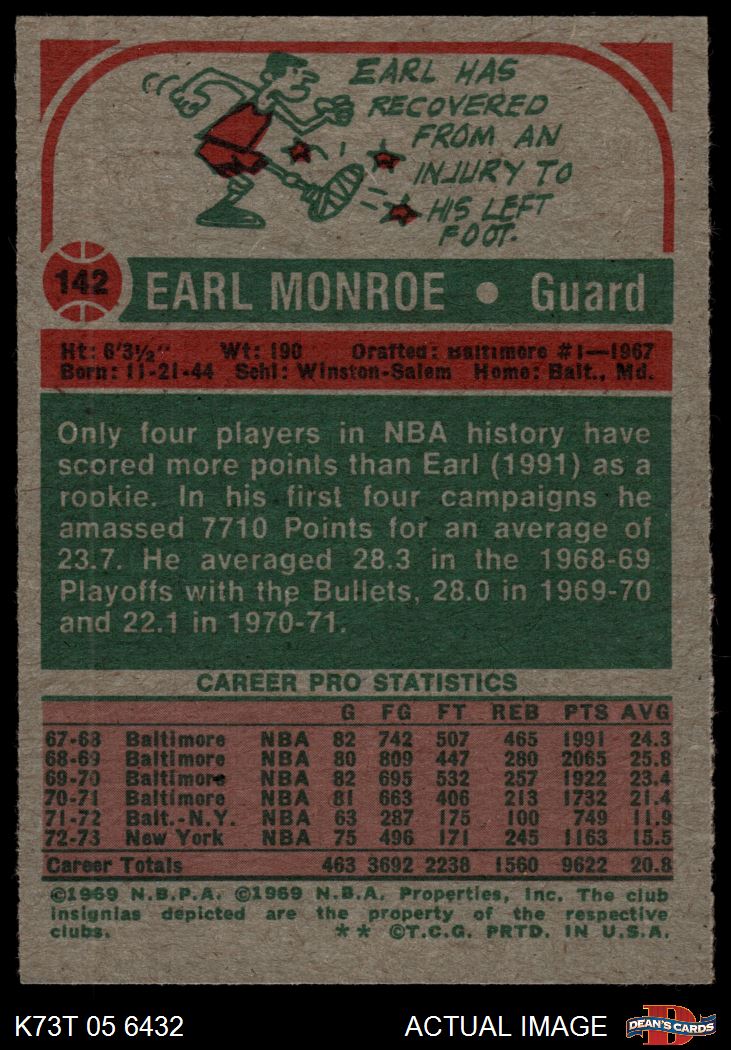 EARL HAS
RECOVERED
FROM AN
INJURY TO
HIS LEFT
FOOT.
142 EARL MONROE • Guard
Ht: 6'3½" Wt: 190 Drafted: Baltimore #1—1967
Born: 11-21-44 Schl: Winston-Salem Home: Balt., Md.
Only four players in NBA history have
scored more points than Earl (1991) as a
rookie. In his first four campaigns he
amassed 7710 Points for an average of
23.7. He averaged 28.3 in the 1968-69
Playoffs with the Bullets, 28.0 in 1969-70
and 22.1 in 1970-71.
CAREER PRO STATISTICS
G FG FT REB PTS AVG
67-68 Baltimore NBA 82 742 507 465 1991 24.3
68-69 Baltimore NBA 80 809 447 280 2065 25.8
69-70 Baltimore NBA 82 695 532 257 1922 23.4
70-71 Baltimore NBA 81 663 406 213 1732 21.4
71-72 Balt.-N.Y. NBA 63 287 175 100 749 11.9
72-73 New York NBA 75 496 171 245 1163 15.5
Career Totals 463 3692 2238 1560 9622 20.8
©1969 N.B.P.A. ©1969 N.B.A. Properties, Inc. The club
insignias depicted are the property of the respective
clubs. ** ©T.C.G. PRTD. IN U.S.A.
K73T 05 6432 ACTUAL IMAGE DEAN'S CARDS